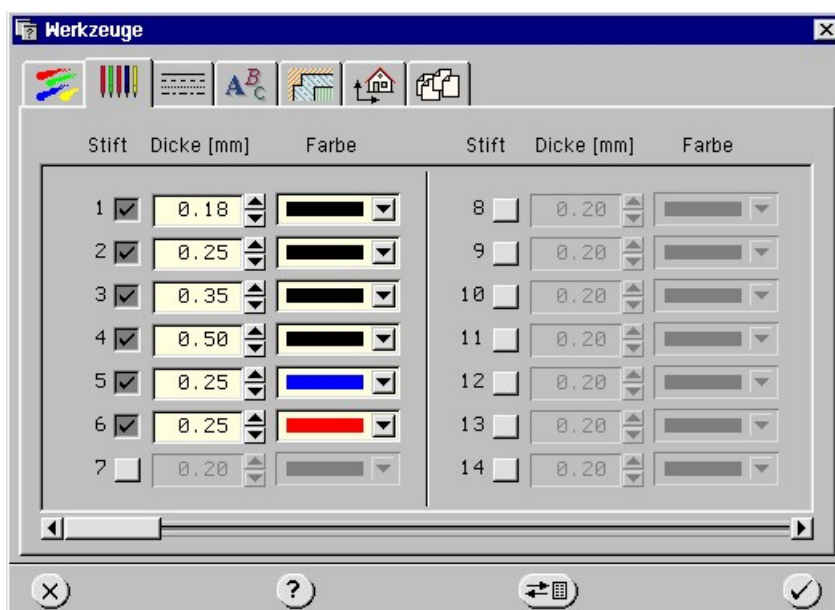 Werkzeuge
ABC
Stift Dicke [mm] Farbe Stift Dicke [mm] Farbe
1 0.18 8 0.20
2 0.25 9 0.20
3 0.35 10 0.20
4 0.50 11 0.20
5 0.25 12 0.20
6 0.25 13 0.20
7 0.20 14 0.20
?